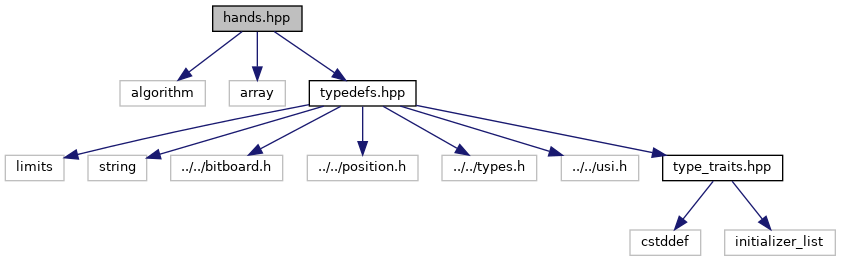 hands.hpp
algorithm
array
typedefs.hpp
limits
string
../../bitboard.h
../../position.h
../../types.h
../../usi.h
type_traits.hpp
cstddef
initializer_list